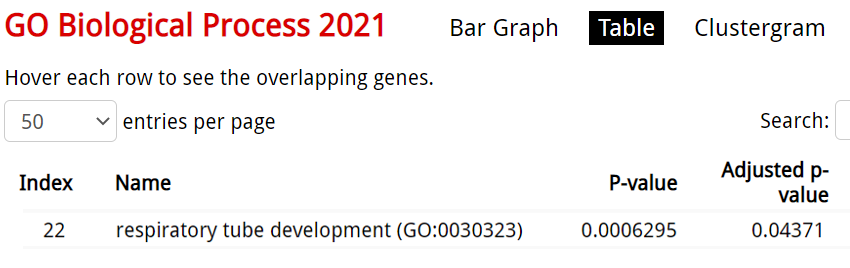 GO Biological Process 2021 Bar Graph Table Clustergram
Hover each row to see the overlapping genes.
50 entries per page Search:
Index Name P-value Adjusted p-
value
22 respiratory tube development (GO:0030323) 0.0006295 0.04371